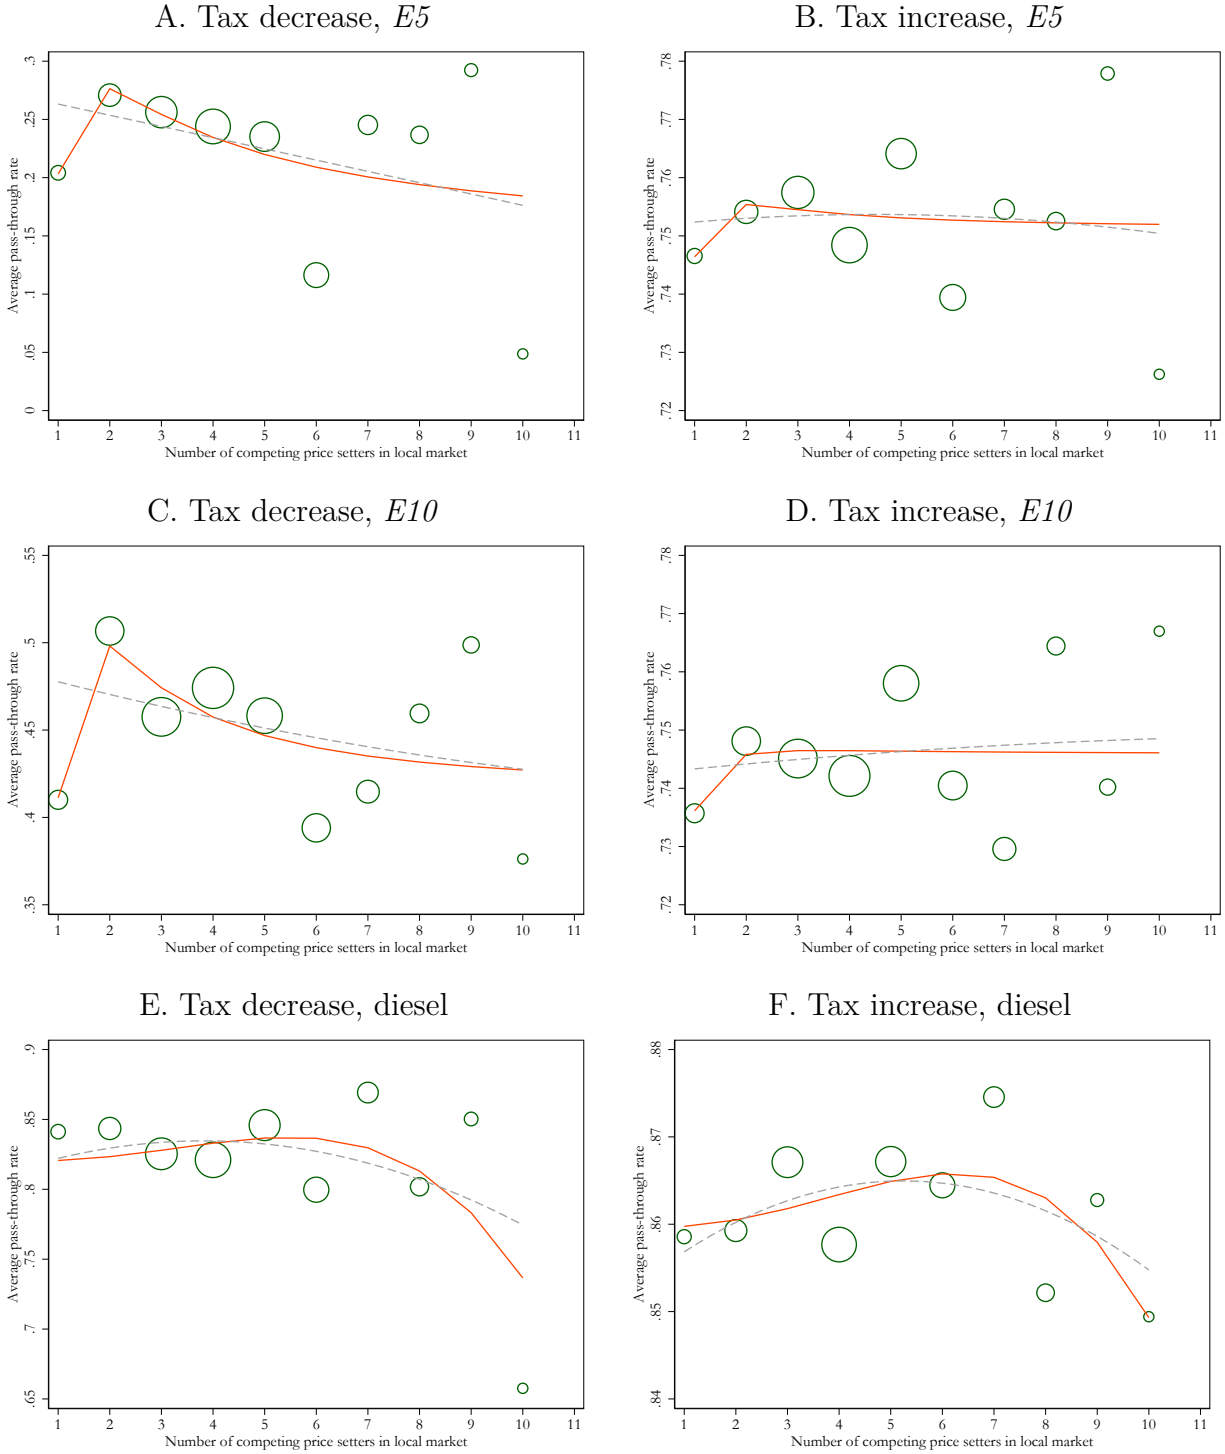 A. Tax decrease, E5
Average pass-through rate
.3
.25
.2
.15
.1
.05
0
1 2 3 4 5 6 7 8 9 10 11
Number of competing price setters in local market
B. Tax increase, E5
Average pass-through rate
.78
.77
.76
.75
.74
.73
.72
1 2 3 4 5 6 7 8 9 10 11
Number of competing price setters in local market
C. Tax decrease, E10
Average pass-through rate
.55
.5
.45
.4
.35
1 2 3 4 5 6 7 8 9 10 11
Number of competing price setters in local market
D. Tax increase, E10
Average pass-through rate
.78
.77
.76
.75
.74
.73
.72
1 2 3 4 5 6 7 8 9 10 11
Number of competing price setters in local market
E. Tax decrease, diesel
Average pass-through rate
.9
.85
.8
.75
.7
.65
1 2 3 4 5 6 7 8 9 10 11
Number of competing price setters in local market
F. Tax increase, diesel
Average pass-through rate
.88
.87
.86
.85
.84
1 2 3 4 5 6 7 8 9 10 11
Number of competing price setters in local market